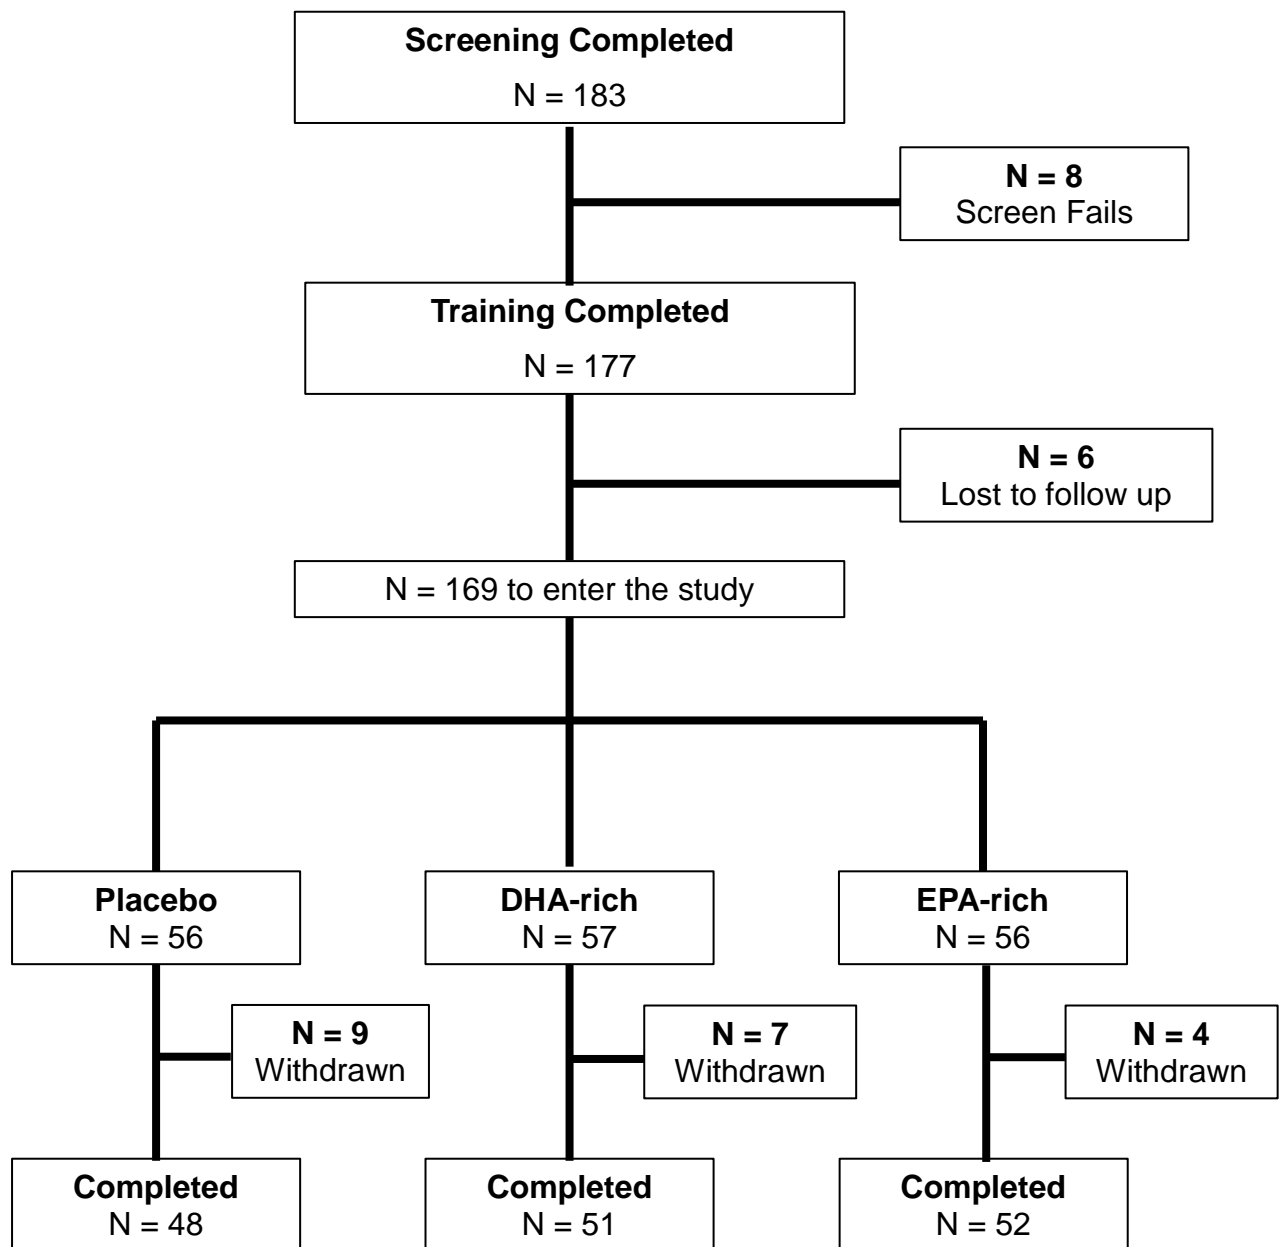 Screening Completed
N = 183
N = 8
Screen Fails
Training Completed
N = 177
N = 6
Lost to follow up
N = 169 to enter the study
Placebo
N = 56
DHA-rich
N = 57
EPA-rich
N = 56
N = 9
Withdrawn
N = 7
Withdrawn
N = 4
Withdrawn
Completed
N = 48
Completed
N = 51
Completed
N = 52